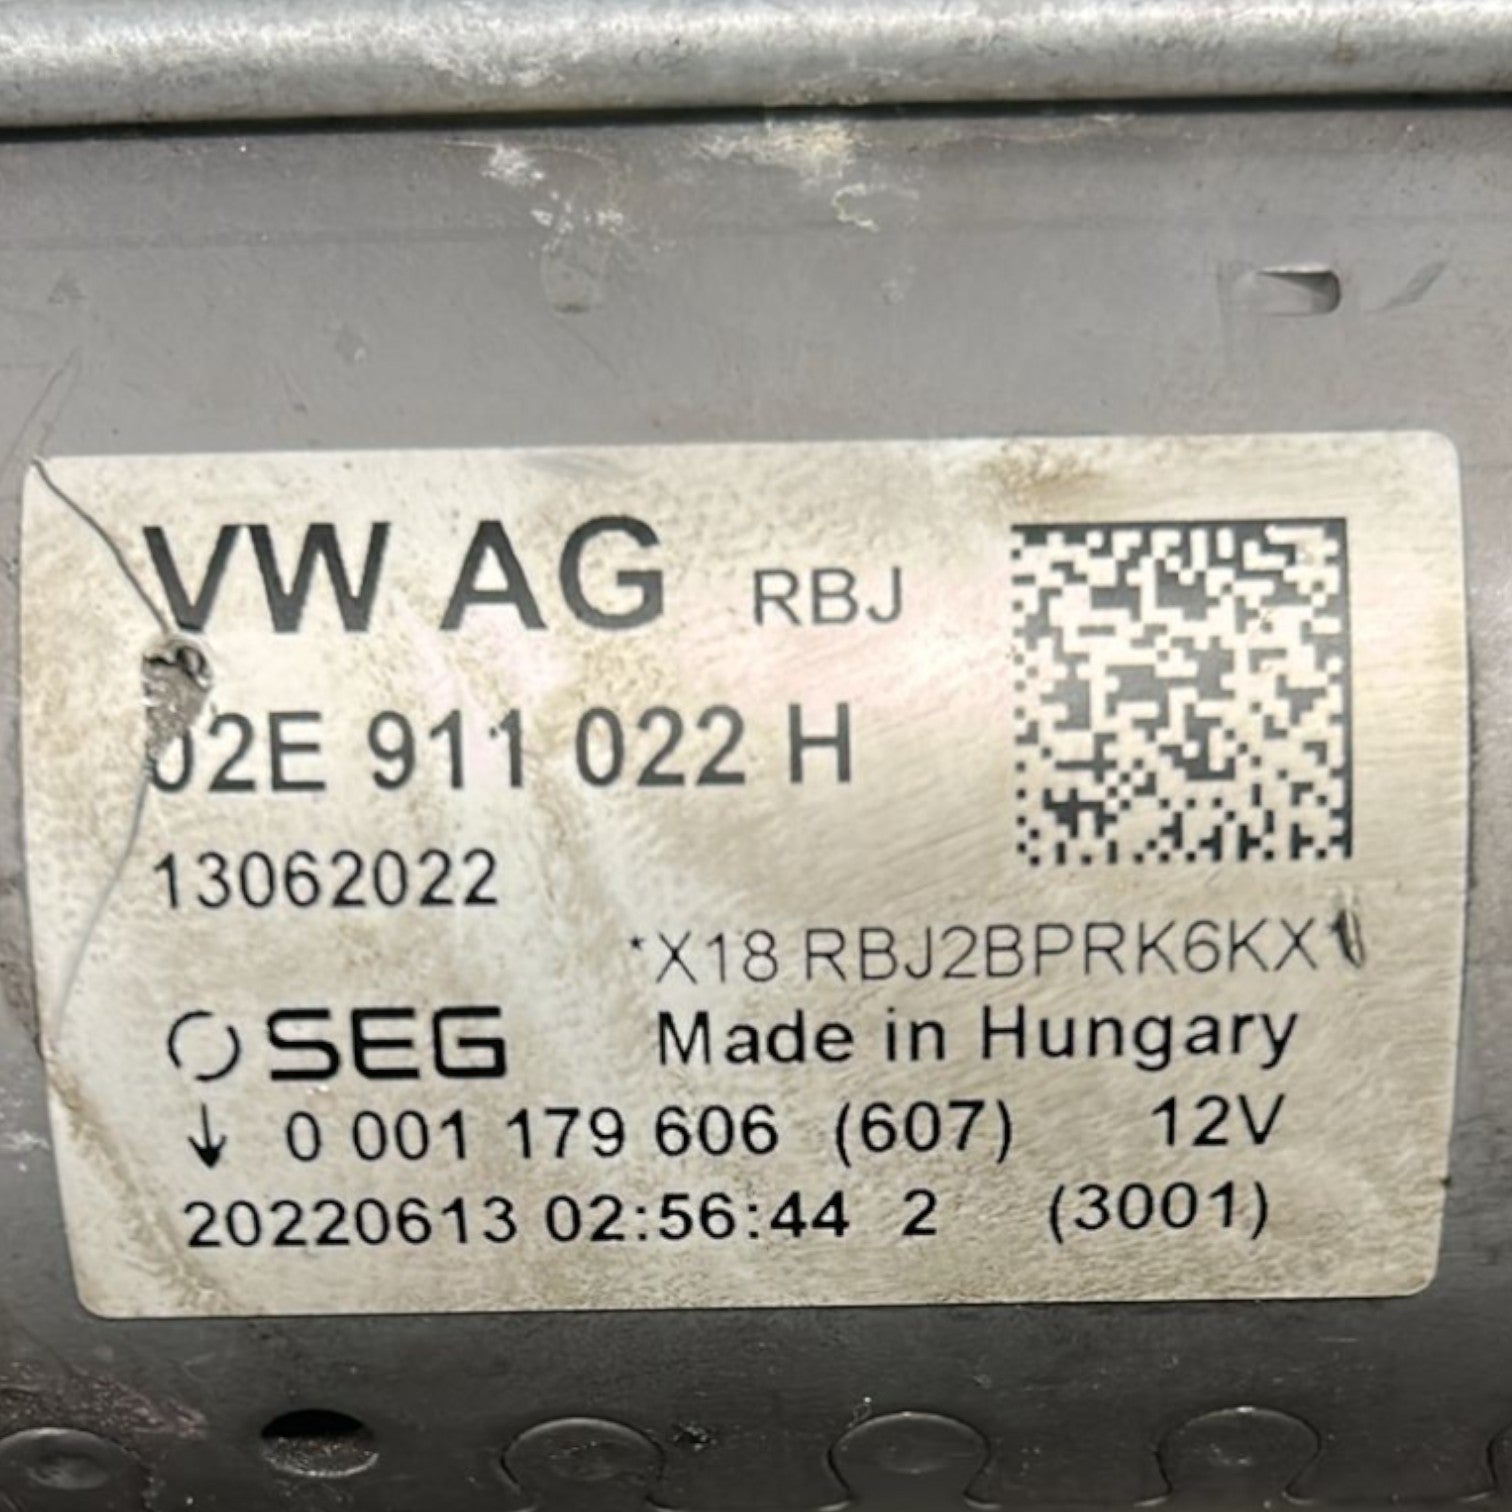 VW AG RBJ
02E 911 022 H
13062022
*X18 RBJ2BPRK6KX*
SEG Made in Hungary
↓ 0 001 179 606 (607) 12V
20220613 02:56:44 2 (3001)